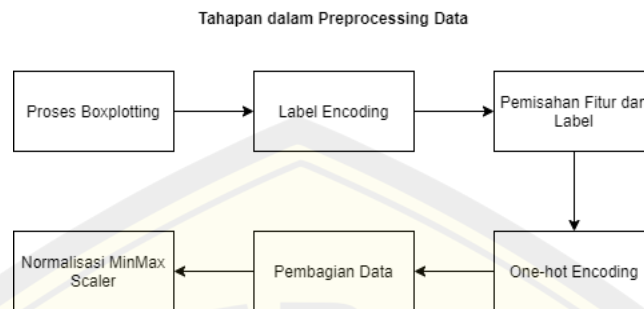 Tahapan dalam Preprocessing Data
Proses Boxplotting
Label Encoding
Pemisahan Fitur dan
Label
One-hot Encoding
Pembagian Data
Normalisasi MinMax
Scaler